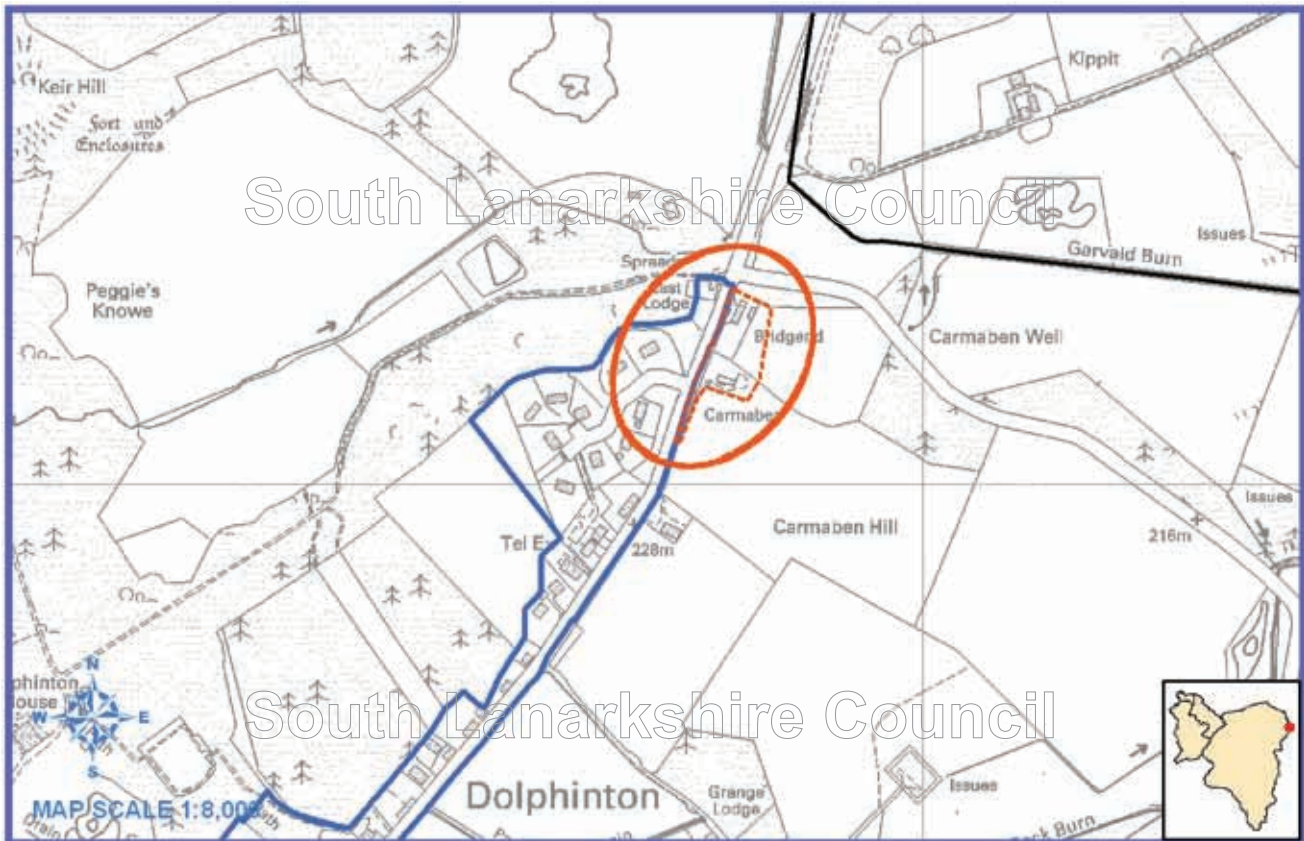 Keir Hill
Fort and
Enclosures
Kippit
South Lanarkshire Council
Issues
Garvald Burn
Peggie's
Knowe
East
Lodge
Bridgend
Carmaben Well
Carmaben
Issues
Tel E
228m
Carmaben Hill
216m
N
W
E
S
South Lanarkshire Council
MAP SCALE 1:8,000
Dolphinton
Grange
Lodge
Issues
Drain
Burn